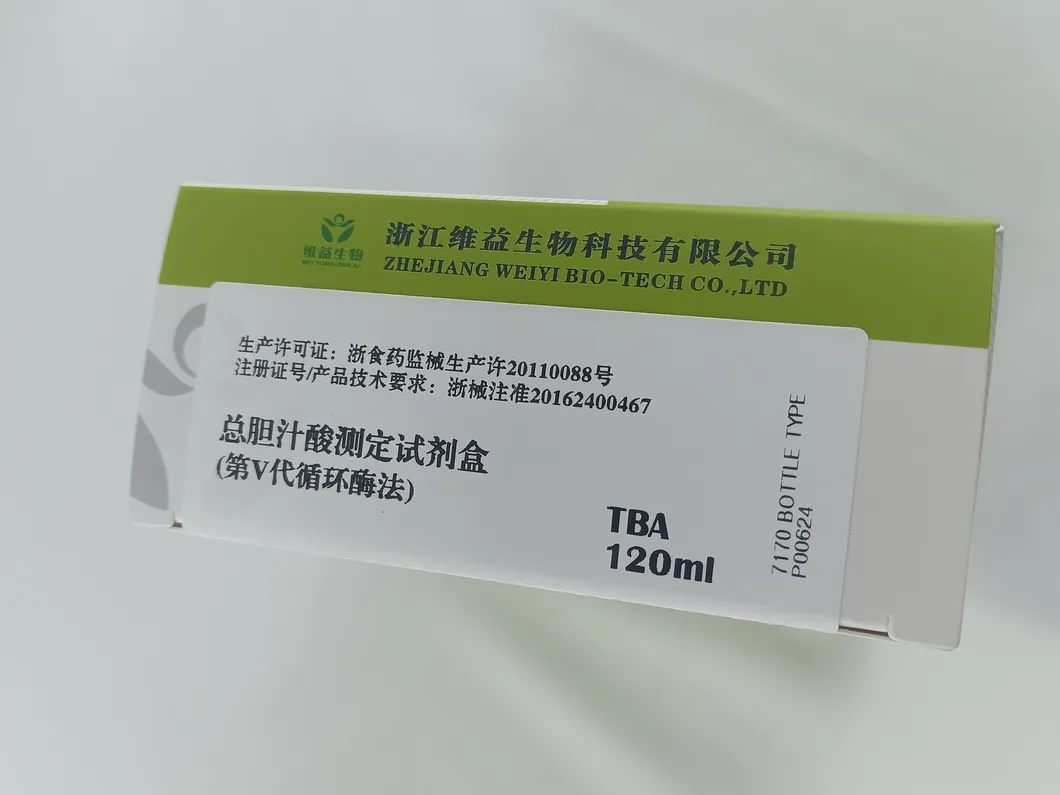 维益生物
浙江维益生物科技有限公司
ZHEJIANG WEIYI BIO-TECH CO.,LTD
生产许可证：浙食药监械生产许20110088号
注册证号/产品技术要求：浙械注准20162400467
总胆汁酸测定试剂盒
(第V代循环酶法)
TBA
120ml
7170 BOTTLE TYPE
P00624